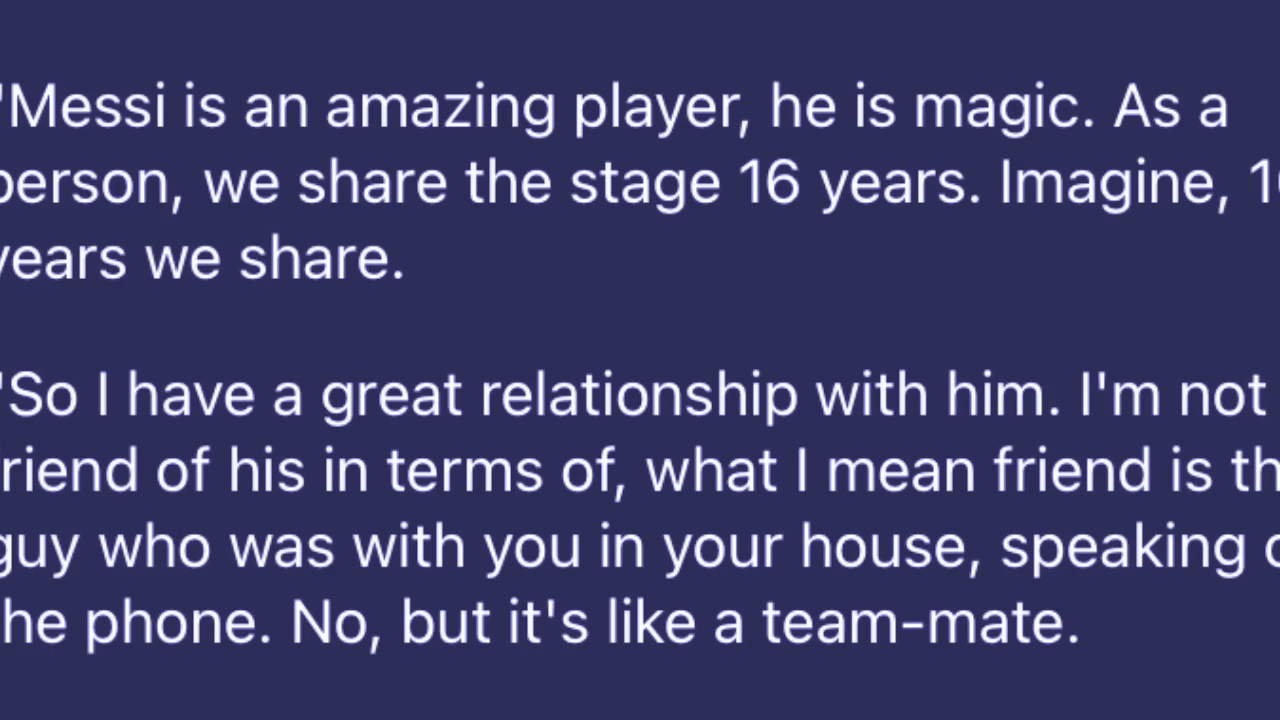 "Messi is an amazing player, he is magic. As a
person, we share the stage 16 years. Imagine,
years we share.
"So I have a great relationship with him. I'm not
friend of his in terms of, what I mean friend is
guy who was with you in your house, speaking
the phone. No, but it's like a team-mate.